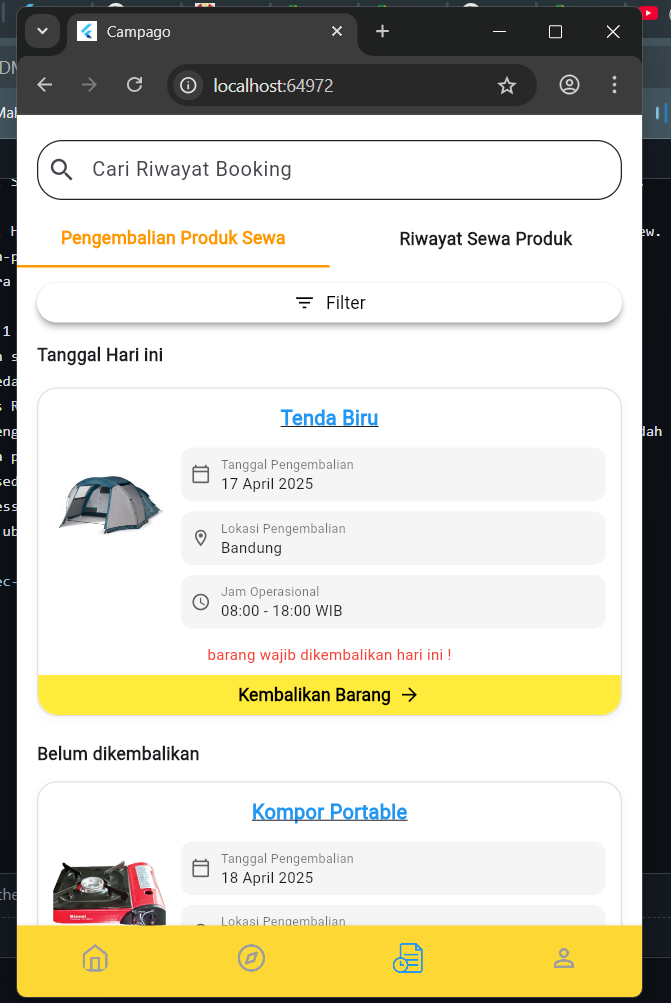 Campago
localhost:64972
Cari Riwayat Booking
Pengembalian Produk Sewa
Riwayat Sewa Produk
Filter
Tanggal Hari ini
Tenda Biru
Tanggal Pengembalian
17 April 2025
Lokasi Pengembalian
Bandung
Jam Operasional
08:00 - 18:00 WIB
barang wajib dikembalikan hari ini !
Kembalikan Barang →
Belum dikembalikan
Kompor Portable
Tanggal Pengembalian
18 April 2025
Lokasi Pengembalian